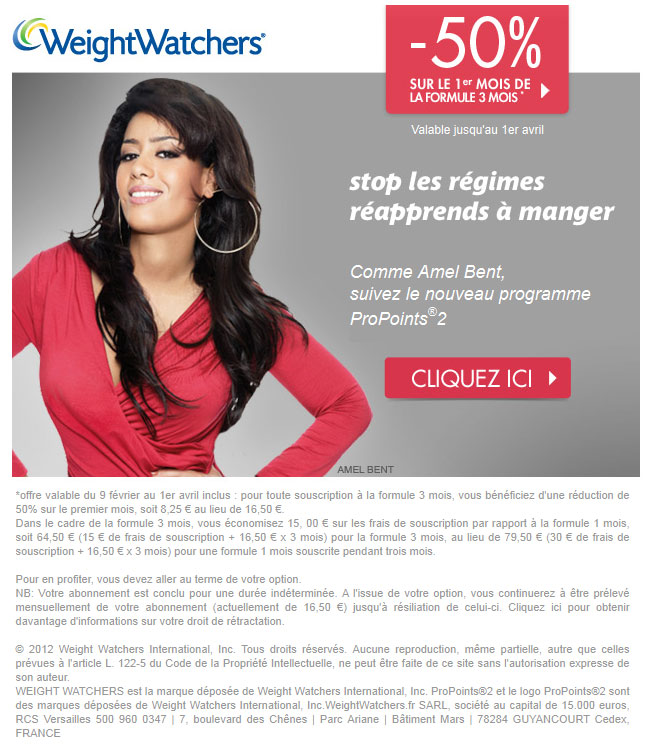 WeightWatchers®
-50%
SUR LE 1er MOIS DE
LA FORMULE 3 MOIS*
Valable jusqu'au 1er avril
stop les régimes
réapprends à manger
Comme Amel Bent,
suivez le nouveau programme
ProPoints®2
CLIQUEZ ICI
AMEL BENT
*offre valable du 9 février au 1er avril inclus : pour toute souscription à la formule 3 mois, vous bénéficiez d'une réduction de
50% sur le premier mois, soit 8,25 € au lieu de 16,50 €.
Dans le cadre de la formule 3 mois, vous économisez 15, 00 € sur les frais de souscription par rapport à la formule 1 mois,
soit 64,50 € (15 € de frais de souscription + 16,50 € x 3 mois) pour la formule 3 mois, au lieu de 79,50 € (30 € de frais de
souscription + 16,50 € x 3 mois) pour une formule 1 mois souscrite pendant trois mois.
Pour en profiter, vous devez aller au terme de votre option.
NB: Votre abonnement est conclu pour une durée indéterminée. A l'issue de votre option, vous continuerez à être prélevé
mensuellement de votre abonnement (actuellement de 16,50 €) jusqu'à résiliation de celui-ci. Cliquez ici pour obtenir
davantage d'informations sur votre droit de rétractation.
© 2012 Weight Watchers International, Inc. Tous droits réservés. Aucune reproduction, même partielle, autre que celles
prévues à l'article L. 122-5 du Code de la Propriété Intellectuelle, ne peut être faite de ce site sans l'autorisation expresse de
son auteur.
WEIGHT WATCHERS est la marque déposée de Weight Watchers International, Inc. ProPoints®2 et le logo ProPoints®2 sont
des marques déposées de Weight Watchers International, Inc.WeightWatchers.fr SARL, société au capital de 15.000 euros,
RCS Versailles 500 960 0347 | 7, boulevard des Chênes | Parc Ariane | Bâtiment Mars | 78284 GUYANCOURT Cedex,
FRANCE